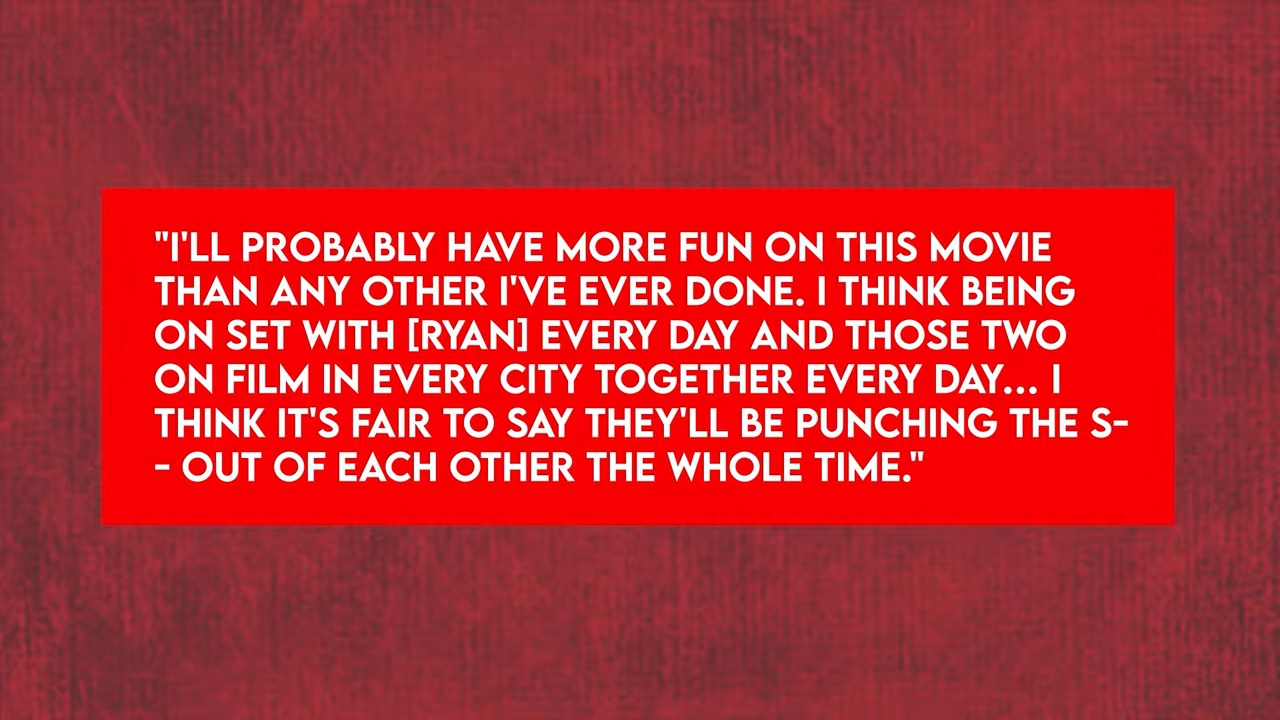 "I'LL PROBABLY HAVE MORE FUN ON THIS MOVIE
THAN ANY OTHER I'VE EVER DONE. I THINK BEING
ON SET WITH [RYAN] EVERY DAY AND THOSE TWO
ON FILM IN EVERY CITY TOGETHER EVERY DAY... I
THINK IT'S FAIR TO SAY THEY'LL BE PUNCHING THE S-
- OUT OF EACH OTHER THE WHOLE TIME."